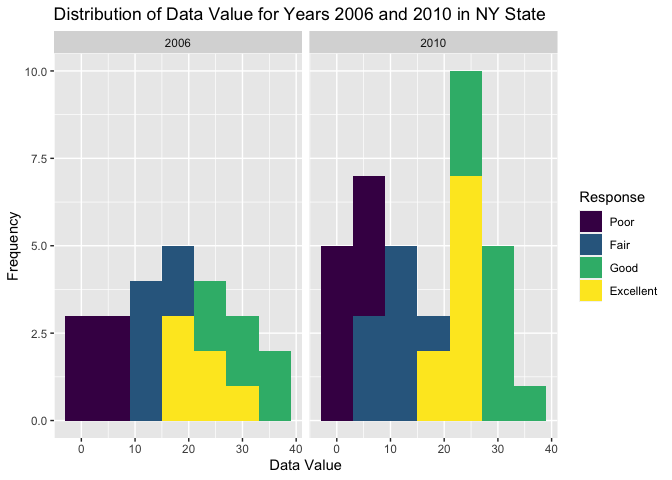 Distribution of Data Value for Years 2006 and 2010 in NY State
2006
2010
10.0
7.5
5.0
2.5
0.0
Frequency
0 10 20 30 40
0 10 20 30 40
Data Value
Response
Poor
Fair
Good
Excellent